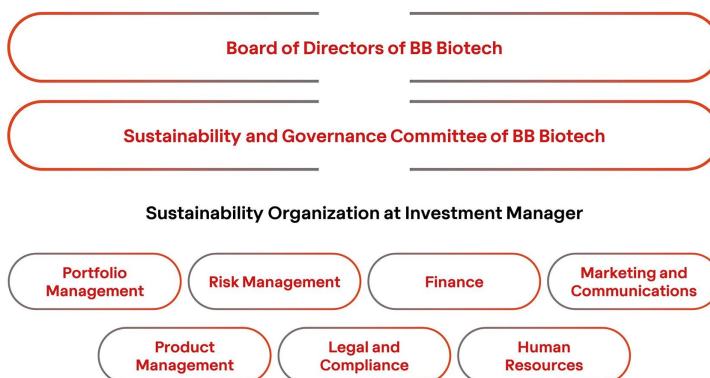 Board of Directors of BB Biotech
Sustainability and Governance Committee of BB Biotech
Sustainability Organization at Investment Manager
Portfolio
Management
Risk Management
Finance
Marketing and
Communications
Product
Management
Legal and
Compliance
Human
Resources